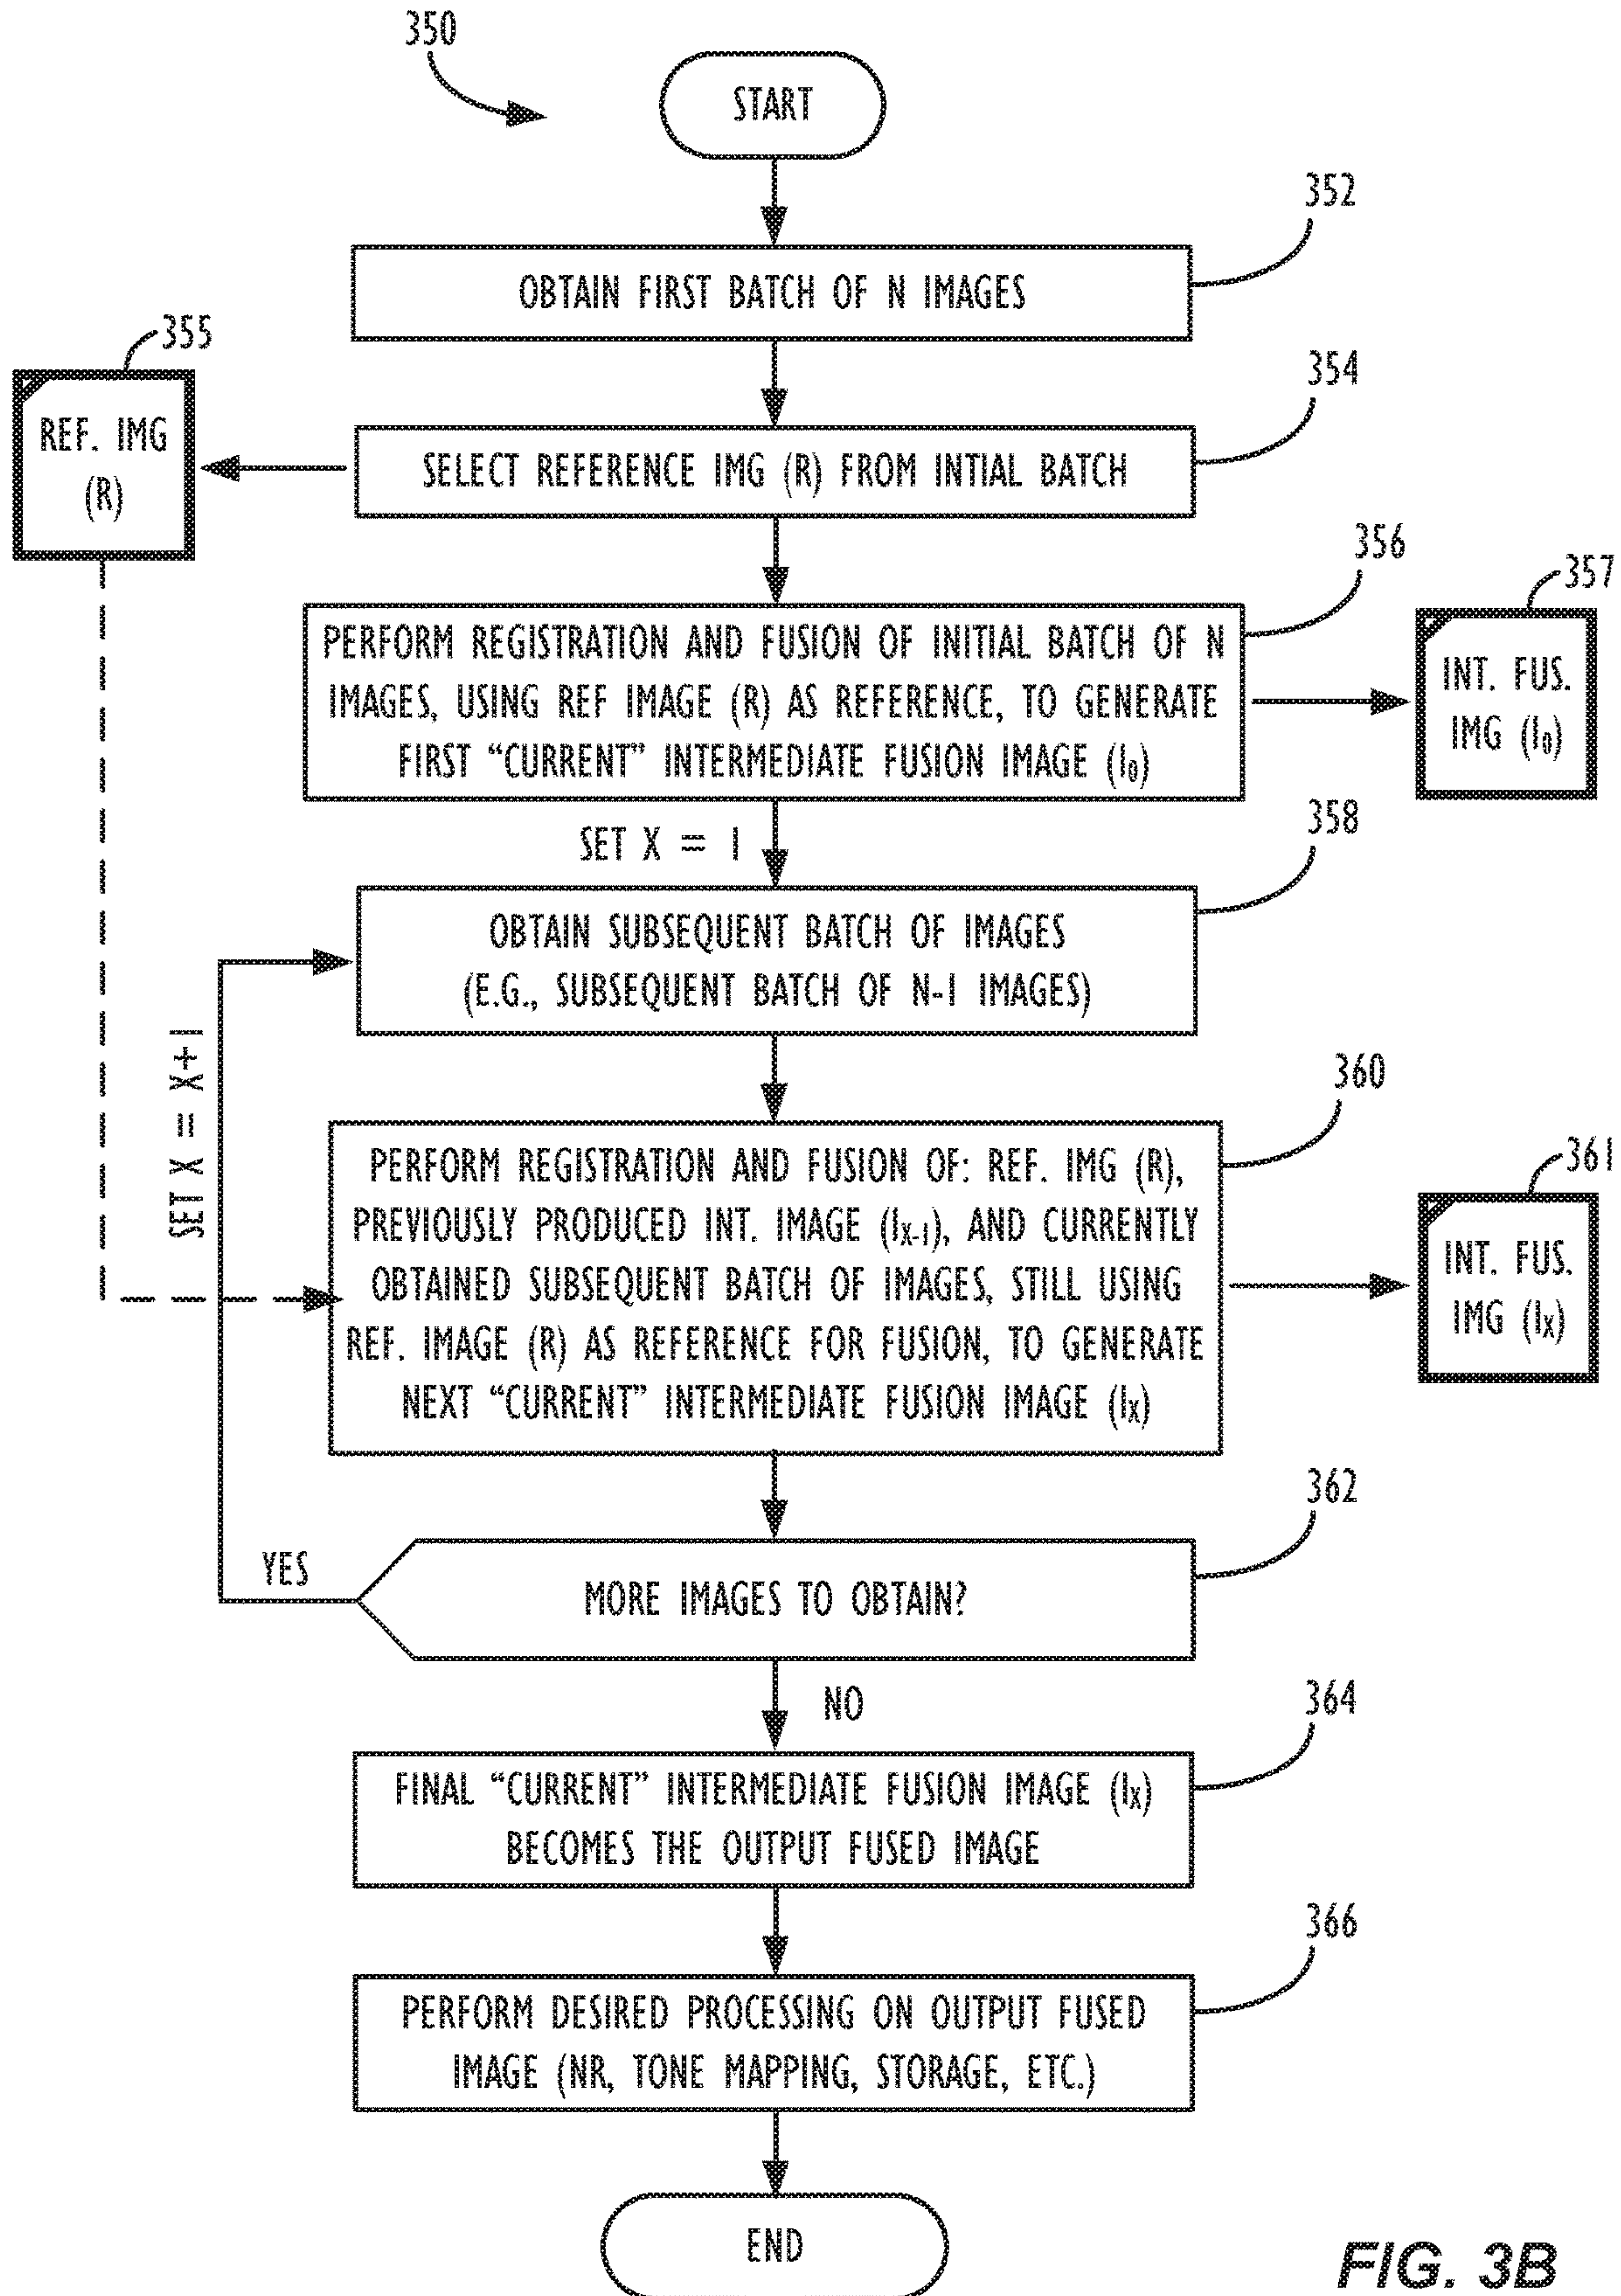 350
START
352
OBTAIN FIRST BATCH OF N IMAGES
355
354
REF. IMG
(R)
SELECT REFERENCE IMG (R) FROM INTIAL BATCH
356
357
PERFORM REGISTRATION AND FUSION OF INITIAL BATCH OF N
IMAGES, USING REF IMAGE (R) AS REFERENCE, TO GENERATE
FIRST “CURRENT” INTERMEDIATE FUSION IMAGE (I₀)
INT. FUS.
IMG (I₀)
SET X = 1
358
OBTAIN SUBSEQUENT BATCH OF IMAGES
(E.G., SUBSEQUENT BATCH OF N-1 IMAGES)
SET X = X+1
360
361
PERFORM REGISTRATION AND FUSION OF: REF. IMG (R),
PREVIOUSLY PRODUCED INT. IMAGE (Iₓ₋₁), AND CURRENTLY
OBTAINED SUBSEQUENT BATCH OF IMAGES, STILL USING
REF. IMAGE (R) AS REFERENCE FOR FUSION, TO GENERATE
NEXT “CURRENT” INTERMEDIATE FUSION IMAGE (Iₓ)
INT. FUS.
IMG (Iₓ)
362
YES
MORE IMAGES TO OBTAIN?
NO
364
FINAL “CURRENT” INTERMEDIATE FUSION IMAGE (Iₓ)
BECOMES THE OUTPUT FUSED IMAGE
366
PERFORM DESIRED PROCESSING ON OUTPUT FUSED
IMAGE (NR, TONE MAPPING, STORAGE, ETC.)
END
FIG. 3B